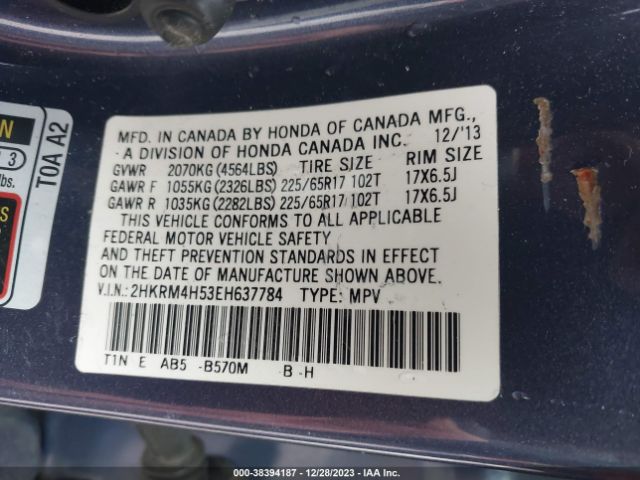 MFD. IN CANADA BY HONDA OF CANADA MFG.,
A DIVISION OF HONDA CANADA INC. 12/'13
GVWR 2070KG (4564LBS) TIRE SIZE RIM SIZE
GAWR F 1055KG (2326LBS) 225/65R17 102T 17X6.5J
GAWR R 1035KG (2282LBS) 225/65R17 102T 17X6.5J
THIS VEHICLE CONFORMS TO ALL APPLICABLE
FEDERAL MOTOR VEHICLE SAFETY
AND THEFT PREVENTION STANDARDS IN EFFECT
ON THE DATE OF MANUFACTURE SHOWN ABOVE.
V.I.N.: 2HKRM4H53EH637784 TYPE: MPV
T1N E AB5 -B570M B -H
T0A A2
N
3
lbs.
S
000-38394187 - 12/28/2023 - IAA Inc.